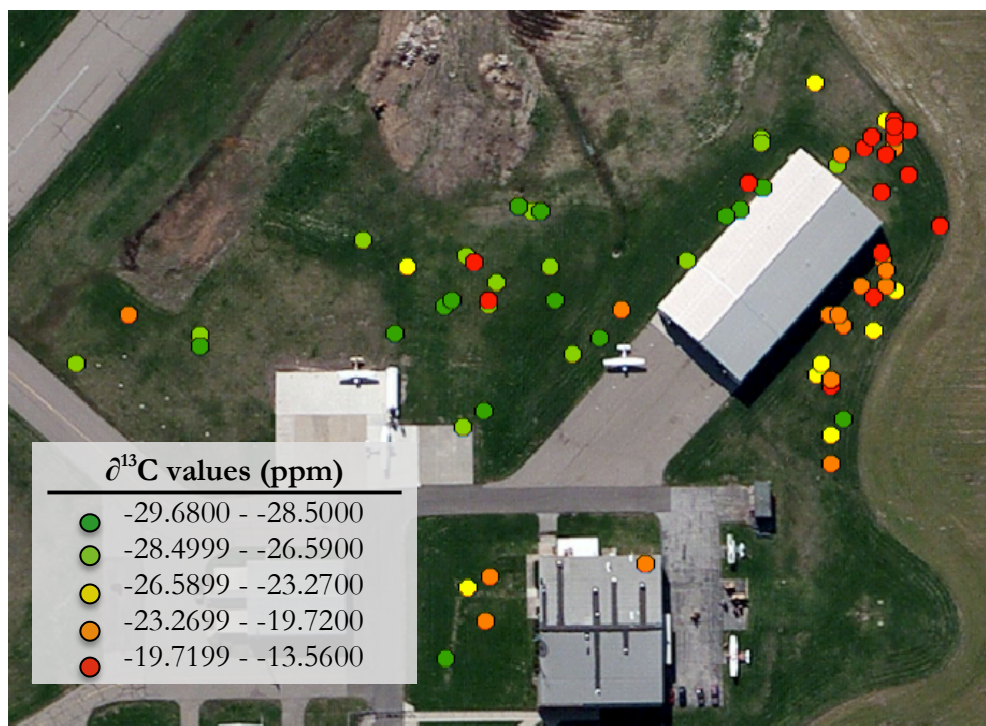 ∂¹³C values (ppm)
-29.6800 - -28.5000
-28.4999 - -26.5900
-26.5899 - -23.2700
-23.2699 - -19.7200
-19.7199 - -13.5600